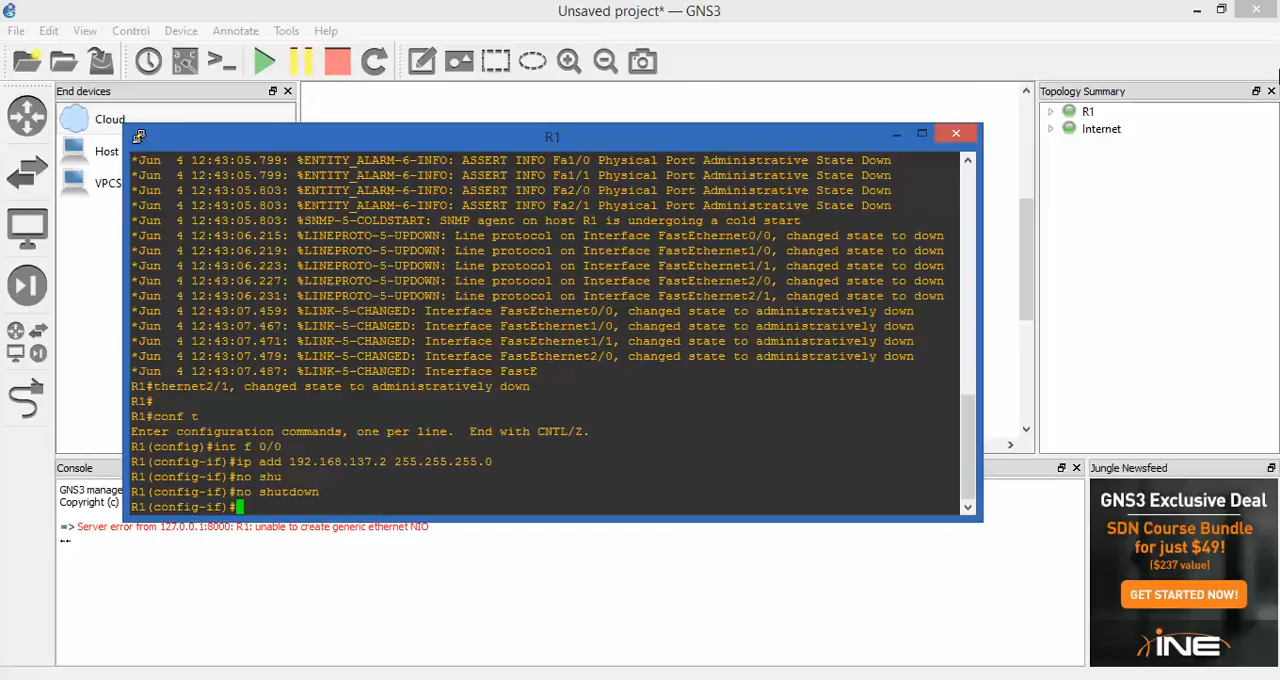 Unsaved project* — GNS3
File Edit View Control Device Annotate Tools Help
End devices
Cloud
Host
VPCS
Topology Summary
R1
Internet
R1
*Jun  4 12:43:05.799: %ENTITY_ALARM-6-INFO: ASSERT INFO Fa1/0 Physical Port Administrative State Down
*Jun  4 12:43:05.799: %ENTITY_ALARM-6-INFO: ASSERT INFO Fa1/1 Physical Port Administrative State Down
*Jun  4 12:43:05.803: %ENTITY_ALARM-6-INFO: ASSERT INFO Fa2/0 Physical Port Administrative State Down
*Jun  4 12:43:05.803: %ENTITY_ALARM-6-INFO: ASSERT INFO Fa2/1 Physical Port Administrative State Down
*Jun  4 12:43:05.803: %SNMP-5-COLDSTART: SNMP agent on host R1 is undergoing a cold start
*Jun  4 12:43:06.215: %LINEPROTO-5-UPDOWN: Line protocol on Interface FastEthernet0/0, changed state to down
*Jun  4 12:43:06.219: %LINEPROTO-5-UPDOWN: Line protocol on Interface FastEthernet1/0, changed state to down
*Jun  4 12:43:06.223: %LINEPROTO-5-UPDOWN: Line protocol on Interface FastEthernet1/1, changed state to down
*Jun  4 12:43:06.227: %LINEPROTO-5-UPDOWN: Line protocol on Interface FastEthernet2/0, changed state to down
*Jun  4 12:43:06.231: %LINEPROTO-5-UPDOWN: Line protocol on Interface FastEthernet2/1, changed state to down
*Jun  4 12:43:07.459: %LINK-5-CHANGED: Interface FastEthernet0/0, changed state to administratively down
*Jun  4 12:43:07.467: %LINK-5-CHANGED: Interface FastEthernet1/0, changed state to administratively down
*Jun  4 12:43:07.471: %LINK-5-CHANGED: Interface FastEthernet1/1, changed state to administratively down
*Jun  4 12:43:07.479: %LINK-5-CHANGED: Interface FastEthernet2/0, changed state to administratively down
*Jun  4 12:43:07.487: %LINK-5-CHANGED: Interface FastE
R1#thernet2/1, changed state to administratively down
R1#
R1#conf t
Enter configuration commands, one per line.  End with CNTL/Z.
R1(config)#int f 0/0
R1(config-if)#ip add 192.168.137.2 255.255.255.0
R1(config-if)#no shu
R1(config-if)#no shutdown
R1(config-if)#
Console
GNS3 manage
Copyright (c)
=> Server error from 127.0.0.1:8000: R1: unable to create generic ethernet NIO
Jungle Newsfeed
GNS3 Exclusive Deal
SDN Course Bundle
for just $49!
($237 value)
GET STARTED NOW!
INE